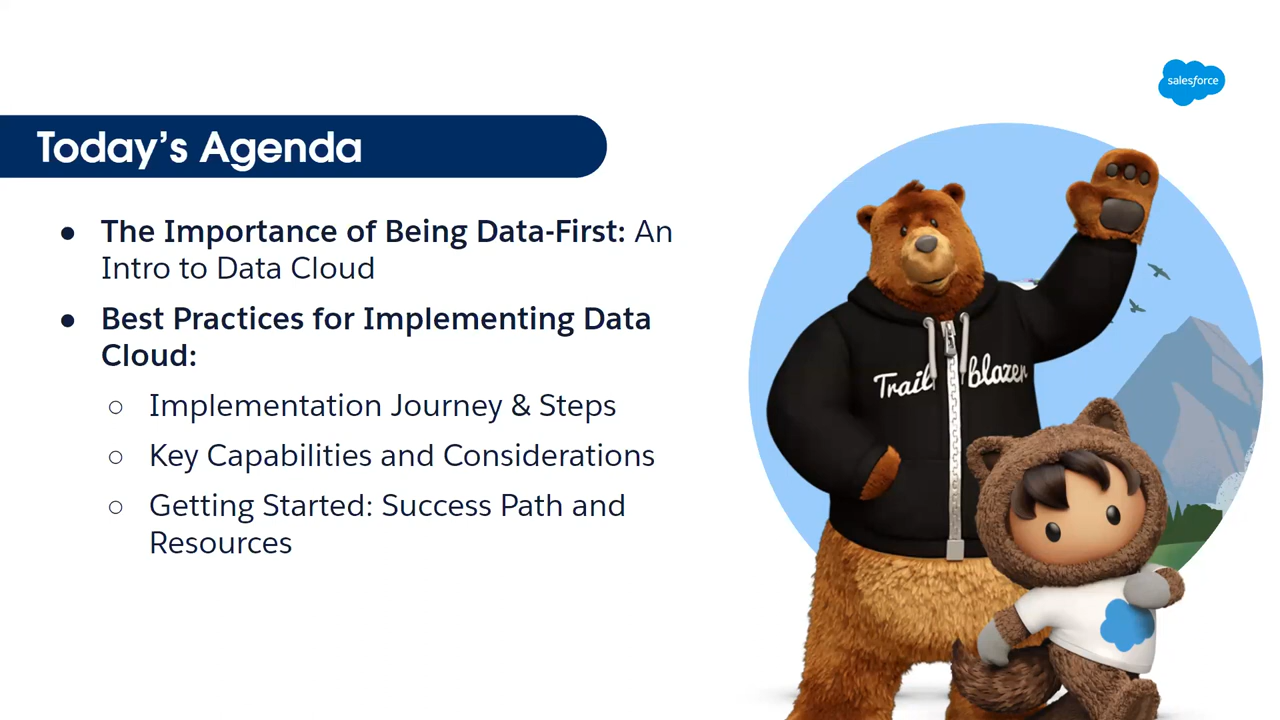 salesforce
Today's Agenda
● The Importance of Being Data-First: An
Intro to Data Cloud
● Best Practices for Implementing Data
Cloud:
○ Implementation Journey & Steps
○ Key Capabilities and Considerations
○ Getting Started: Success Path and
Resources
Trailblazer